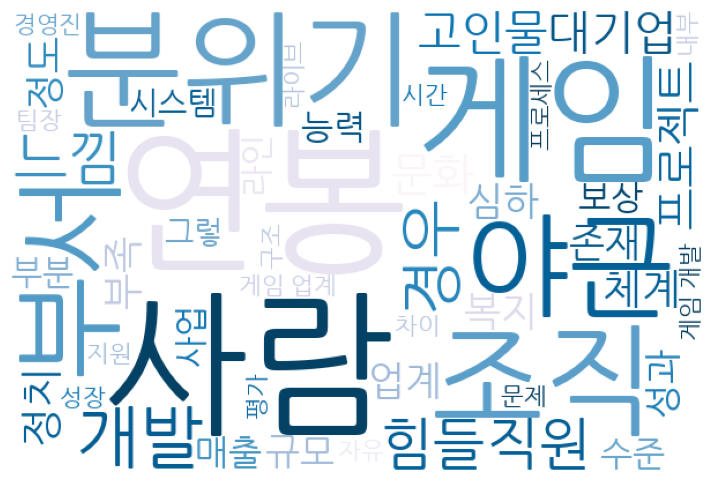 경영진
분위기
고인물
대기업
내부
정도
시스템
라이브
시간
게임
프로세스
프로젝트
팀장
능력
느낌
연봉
라인
문화
심하
보상
부서
그렇
구조
경우
야근
존재
부분
부족
게임 업계
복지
체계
게임 개발
사람
사업
차이
조직
지원
업계
성과
정치
성장
평가
문제
개발
매출
규모
자유
힘들
직원
수준